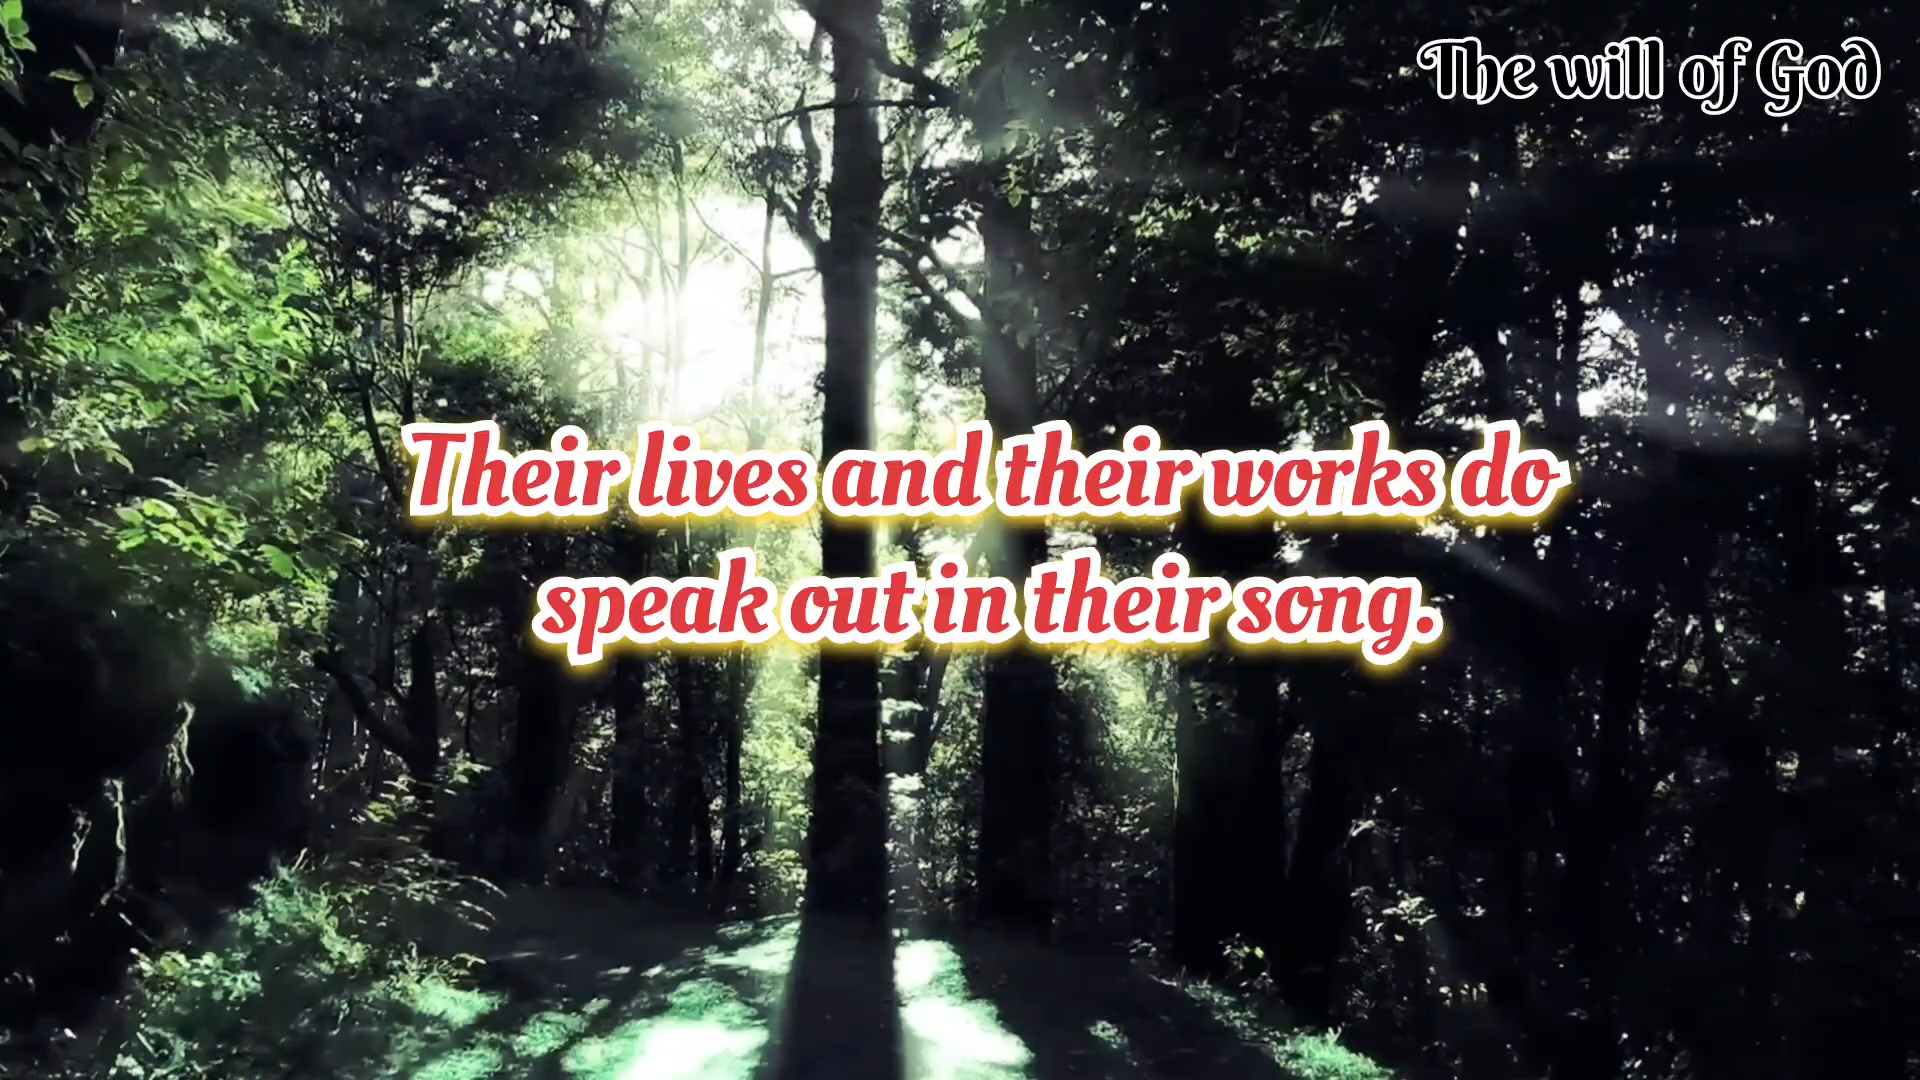 The will of God
Their lives and their works do
speak out in their song.